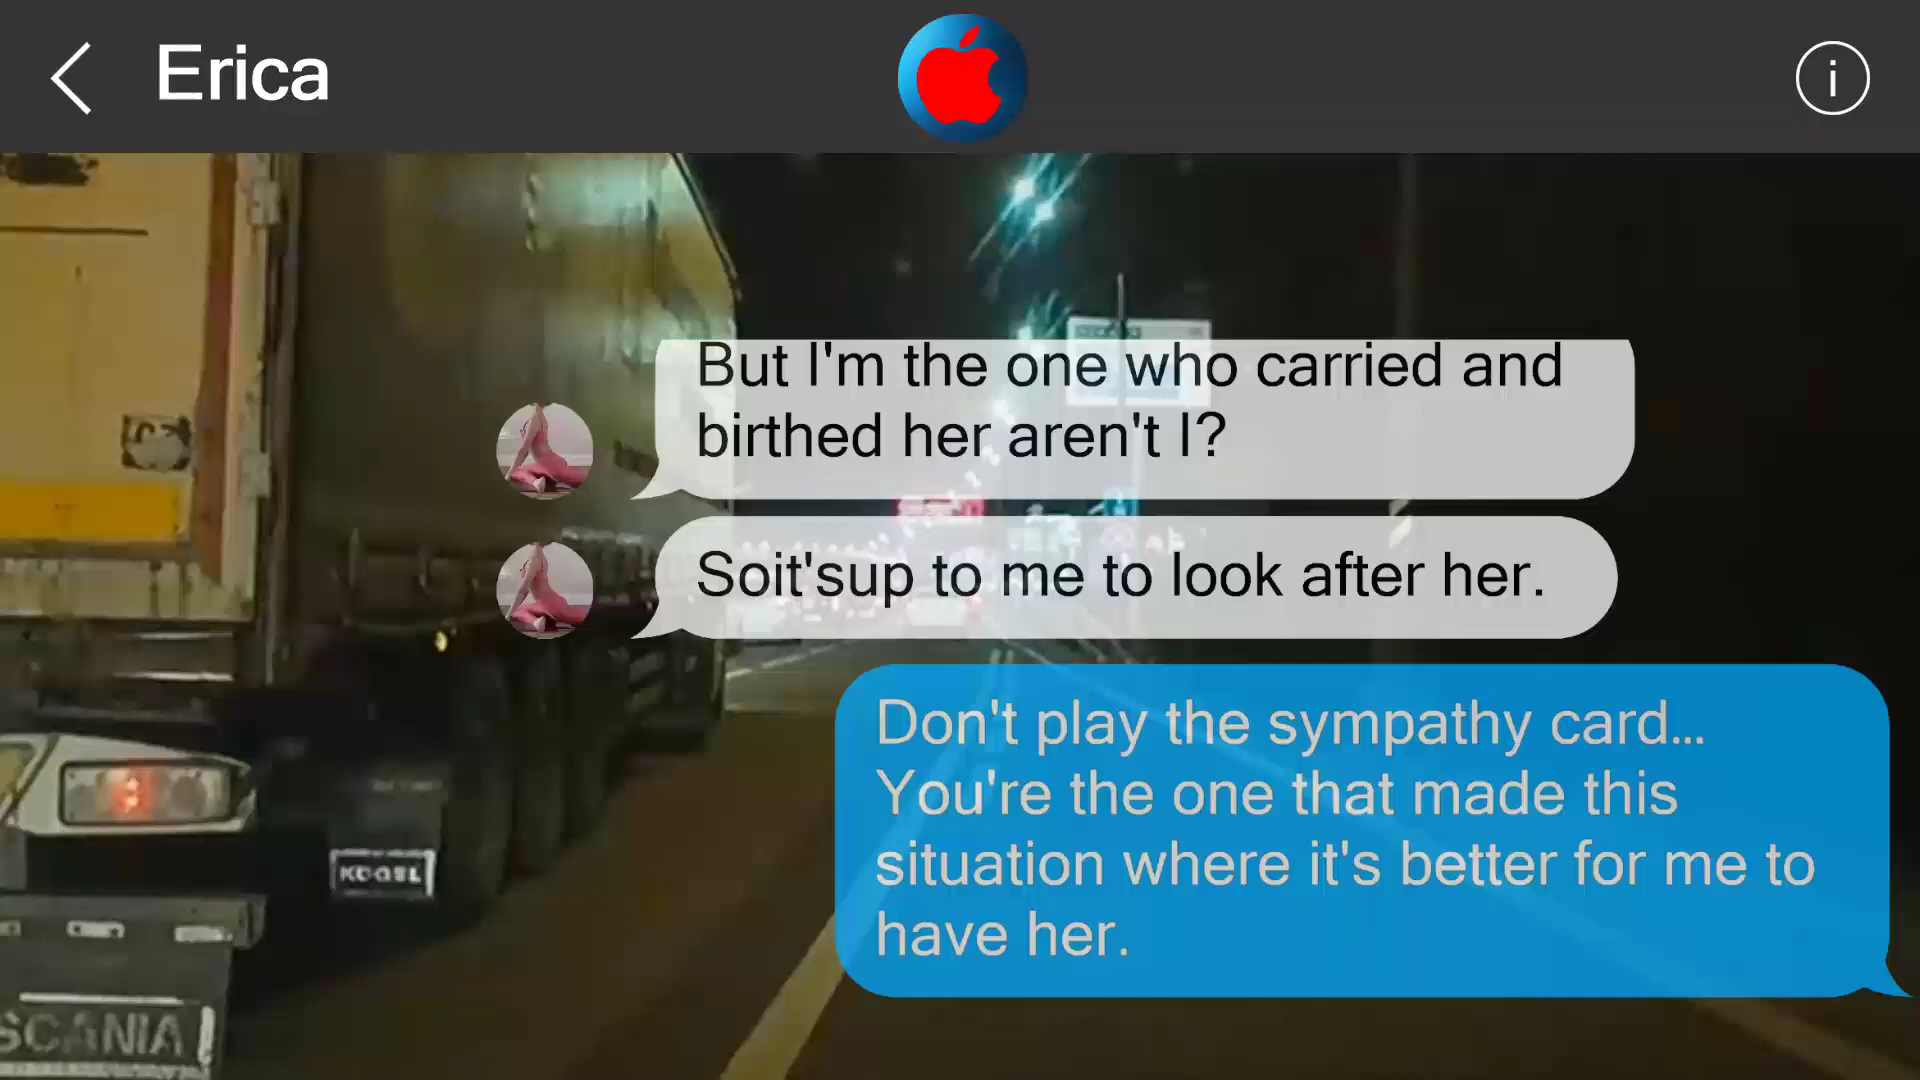 Erica
i
But I'm the one who carried and
birthed her aren't I?
Soit'sup to me to look after her.
Don't play the sympathy card...
You're the one that made this
situation where it's better for me to
have her.
KOGEL
SCANIA